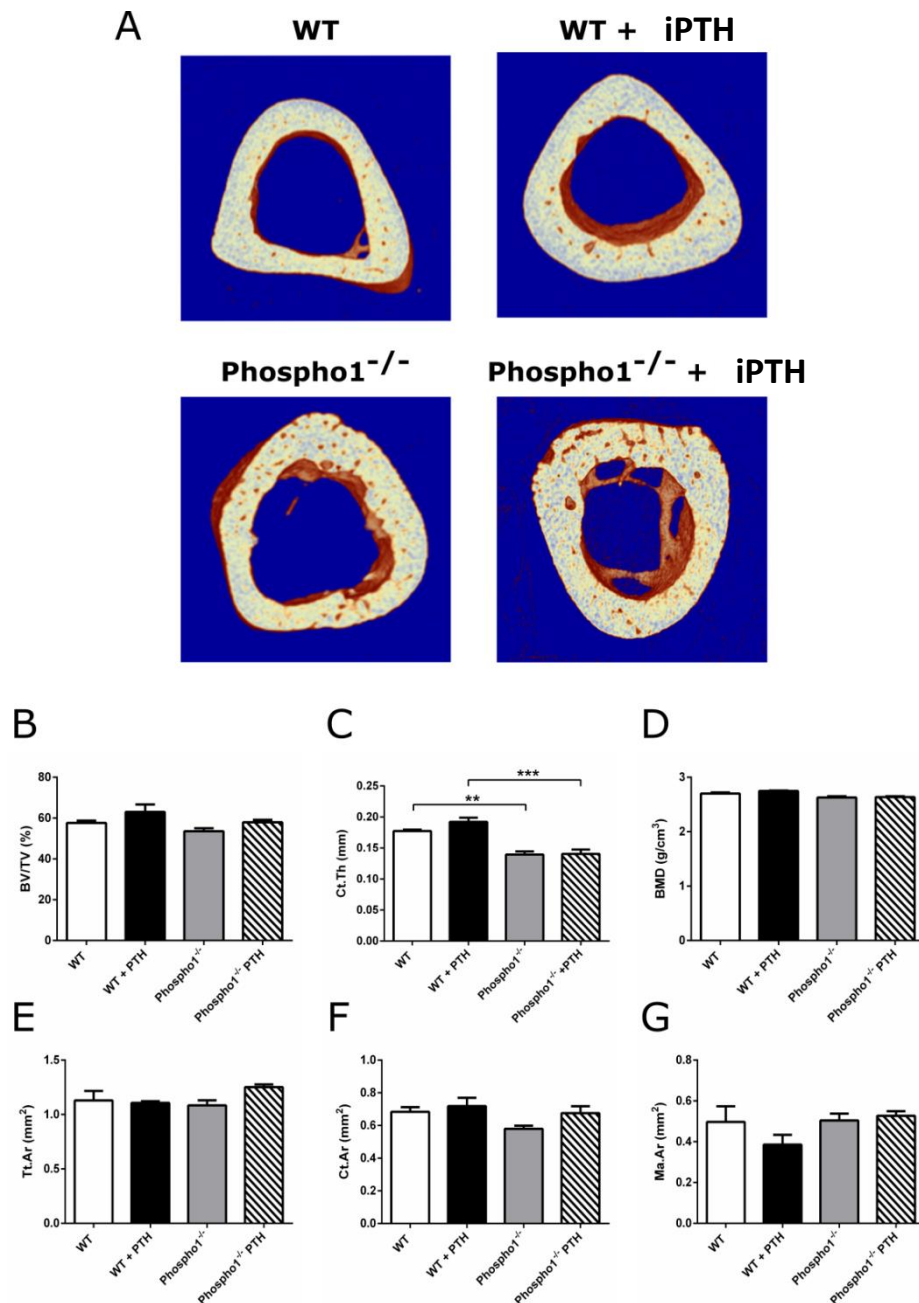 A
WT
WT + iPTH
Phospho1-/-
Phospho1-/- + iPTH
B
80
60
40
20
0
BV/TV (%)
WT
WT + PTH
Phospho1-/-
Phospho1-/- PTH
C
0.25
0.20
0.15
0.10
0.05
0.00
Ct.Th (mm)
**
***
WT
WT + PTH
Phospho1-/-
Phospho1-/- +PTH
D
3
2
1
0
BMD (g/cm3)
WT
WT + PTH
Phospho1-/-
Phospho1-/- PTH
E
1.5
1.0
0.5
0.0
Tt.Ar (mm2)
WT
WT + PTH
Phospho1-/-
Phospho1-/- PTH
F
0.8
0.6
0.4
0.2
0.0
Ct.Ar (mm2)
WT
WT + PTH
Phospho1-/-
Phospho1-/- PTH
G
0.8
0.6
0.4
0.2
0.0
Ma.Ar (mm2)
WT
WT + PTH
Phospho1-/-
Phospho1-/- PTH